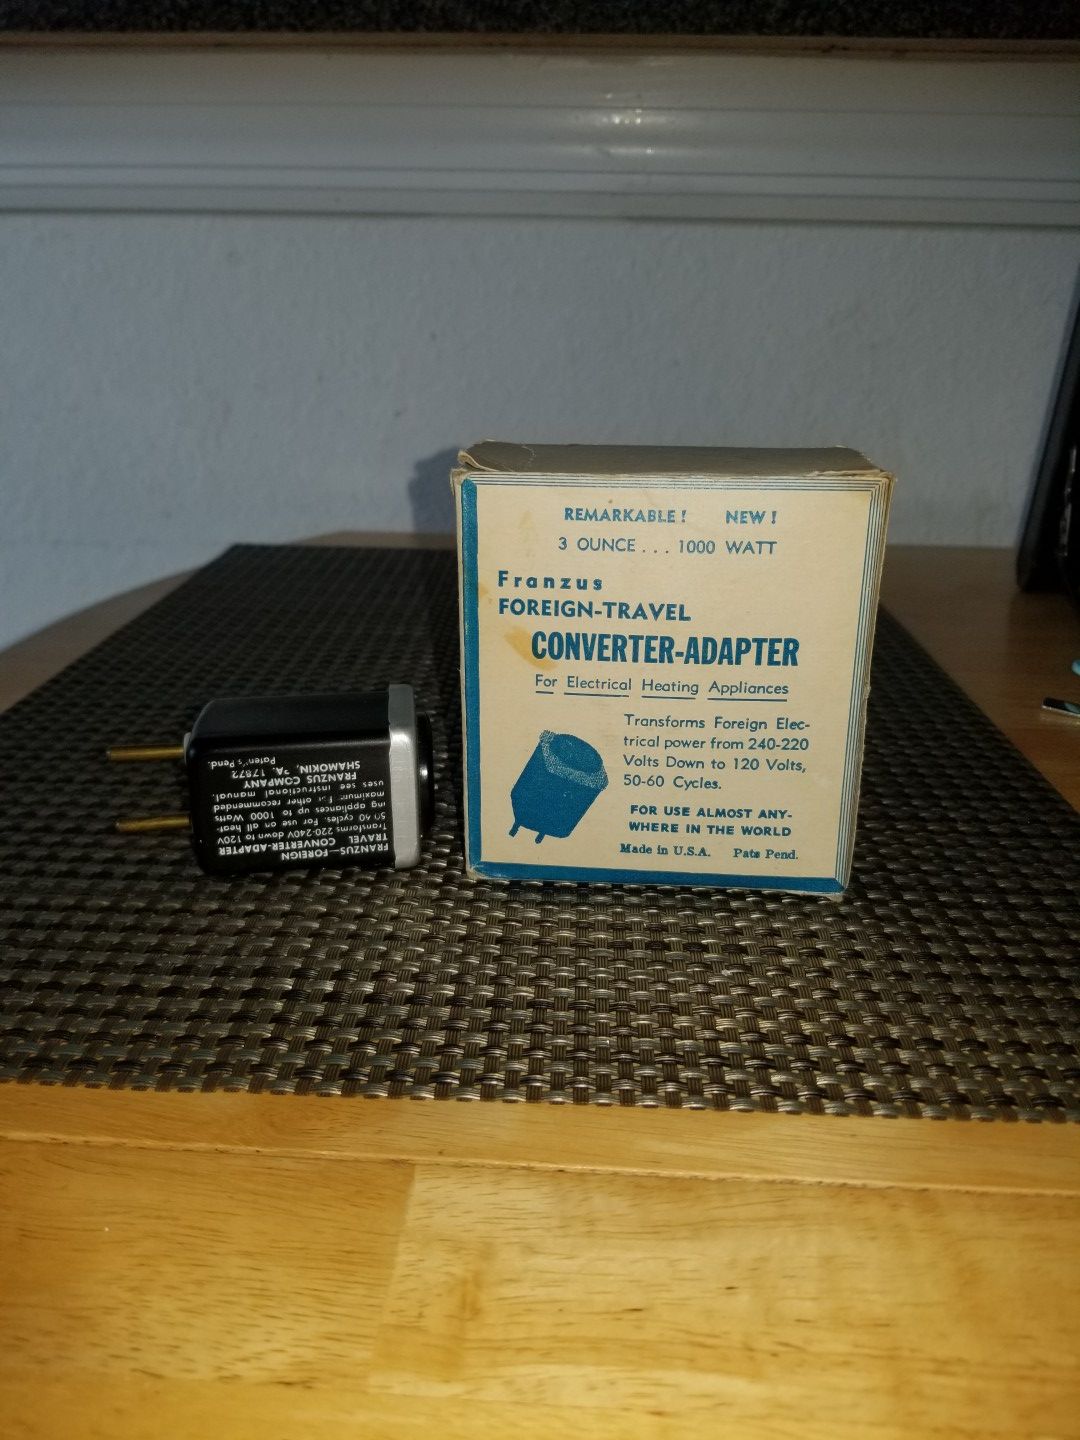 REMARKABLE! NEW!
3 OUNCE... 1000 WATT
Franzus
FOREIGN-TRAVEL
CONVERTER-ADAPTER
For Electrical Heating Appliances
Transforms Foreign Elec-
trical power from 240-220
Volts Down to 120 Volts,
50-60 Cycles.
FOR USE ALMOST ANY-
WHERE IN THE WORLD
Made in U.S.A. Pats Pend.
FRANZUS—FOREIGN
TRAVEL CONVERTER-ADAPTER
Transforms 220-240V down to 120V
50 60 cycles. For use on all heat-
ing appliances up to 1000 Watts
maximum. For other recommended
uses see instructional manual.
FRANZUS COMPANY
SHAMOKIN, PA. 17872
Patents Pend.